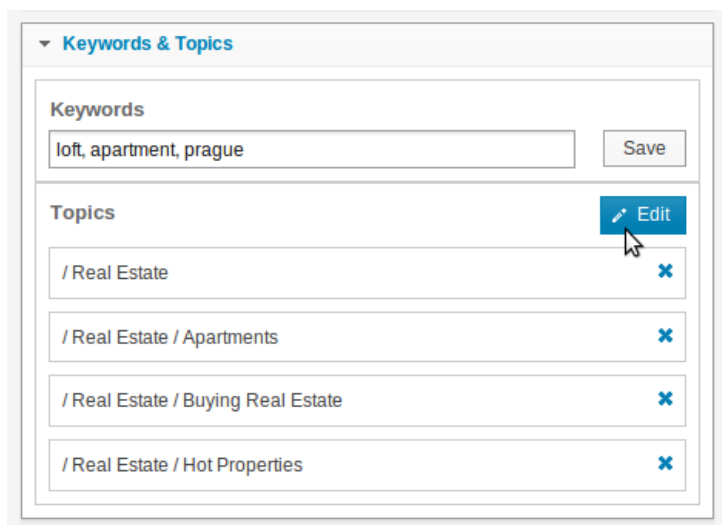 Keywords & Topics
Keywords
loft, apartment, prague
Save
Topics
Edit
/ Real Estate
/ Real Estate / Apartments
/ Real Estate / Buying Real Estate
/ Real Estate / Hot Properties